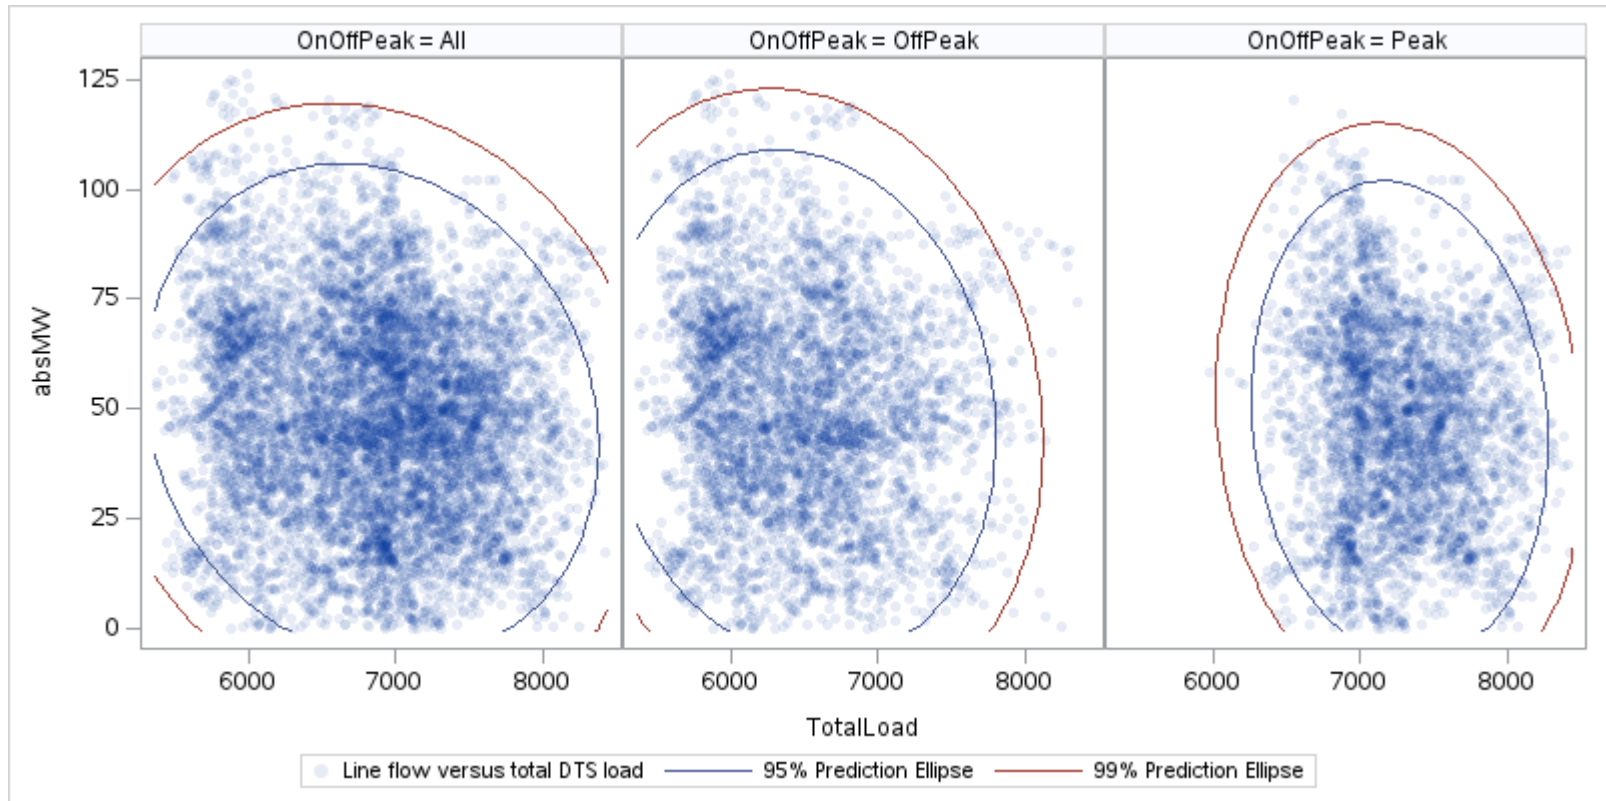 OnOffPeak = All
OnOffPeak = OffPeak
OnOffPeak = Peak
125
100
75
50
25
0
absMW
6000 7000 8000
6000 7000 8000
6000 7000 8000
TotalLoad
Line flow versus total DTS load
95% Prediction Ellipse
99% Prediction Ellipse